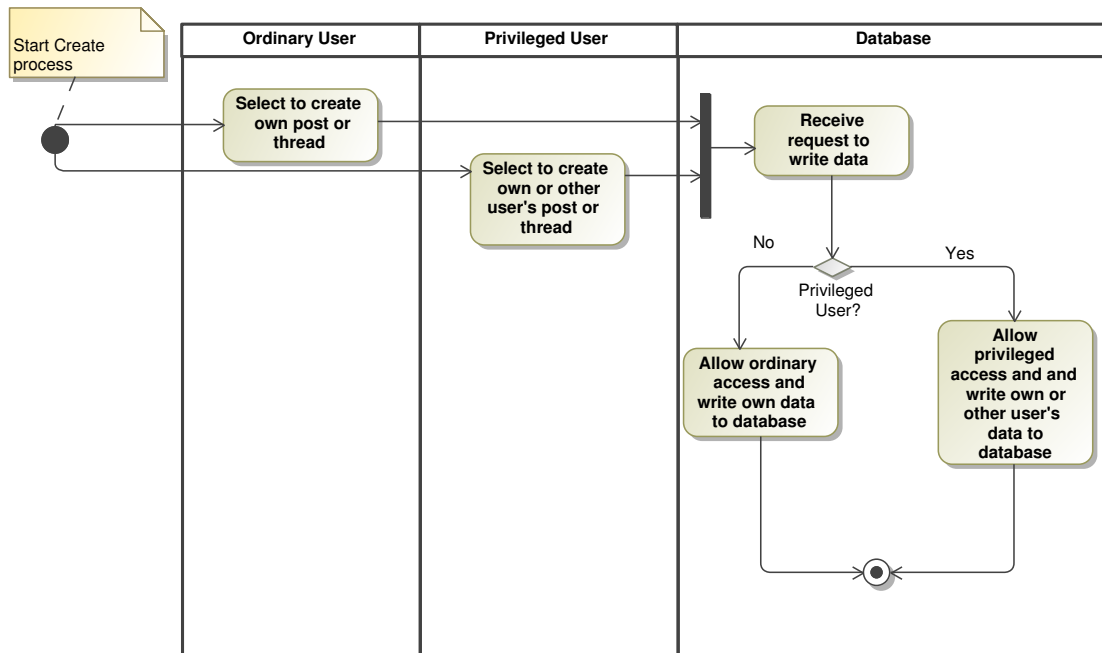 Start Create
process
Ordinary User
Privileged User
Database
Select to create
own post or
thread
Select to create
own or other
user's post or
thread
Receive
request to
write data
No
Yes
Privileged
User?
Allow ordinary
access and
write own data
to database
Allow
privileged
access and and
write own or
other user's
data to
database